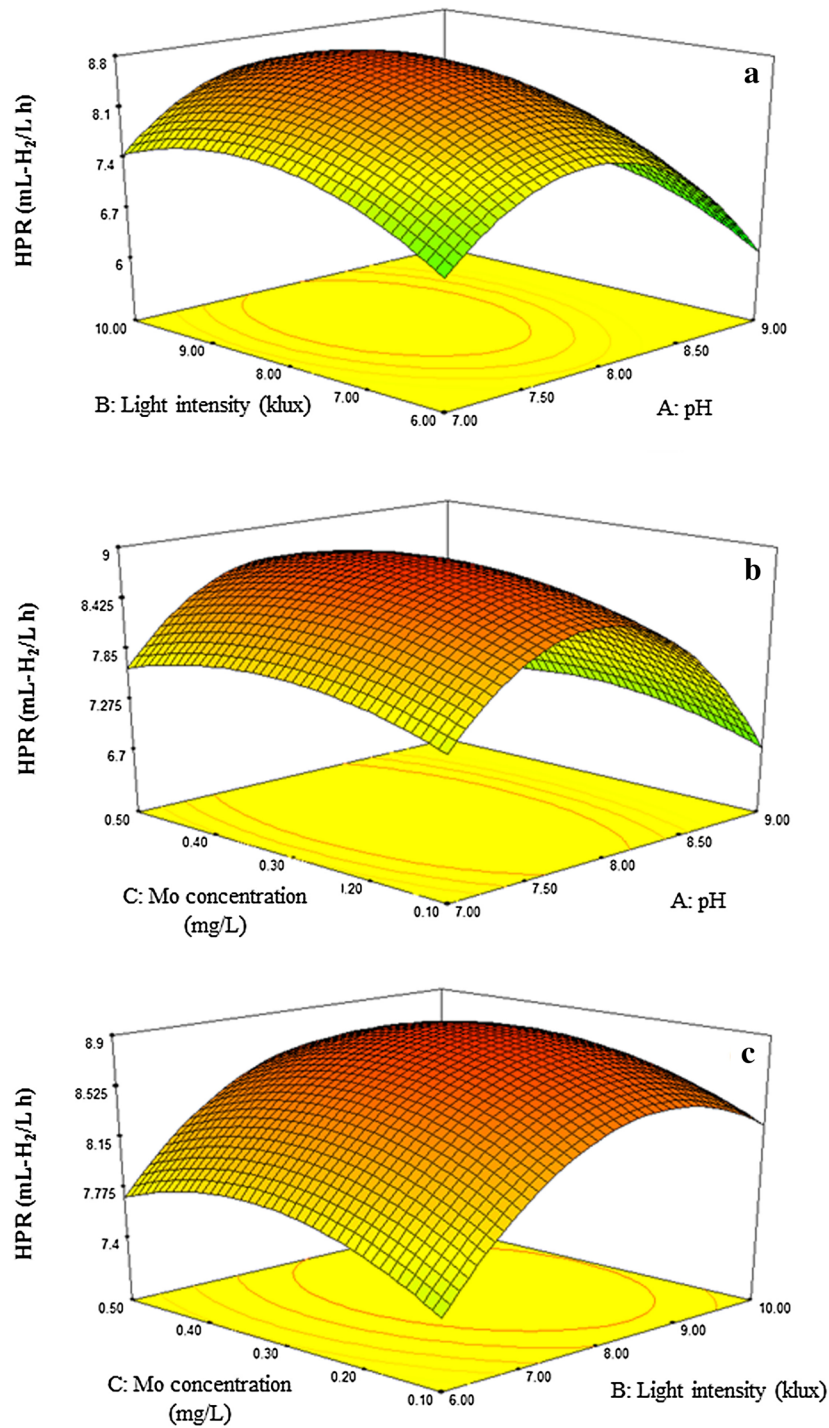 a
HPR (mL-H₂/L h)
8.8
8.1
7.4
6.7
6
10.00
9.00
8.00
7.00
6.00
B: Light intensity (klux)
7.00
7.50
8.00
8.50
9.00
A: pH
b
HPR (mL-H₂/L h)
9
8.425
7.85
7.275
6.7
0.50
0.40
0.30
I.20
0.10
C: Mo concentration
(mg/L)
7.00
7.50
8.00
8.50
9.00
A: pH
c
HPR (mL-H₂/L h)
8.9
8.525
8.15
7.775
7.4
0.50
0.40
0.30
0.20
0.10
C: Mo concentration
(mg/L)
6.00
7.00
8.00
9.00
10.00
B: Light intensity (klux)